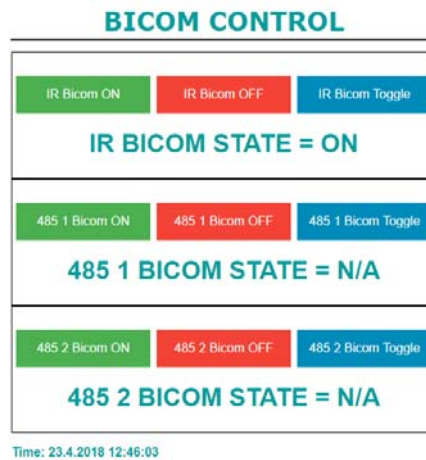 BICOM CONTROL
IR Bicom ON IR Bicom OFF IR Bicom Toggle
IR BICOM STATE = ON
485 1 Bicom ON 485 1 Bicom OFF 485 1 Bicom Toggle
485 1 BICOM STATE = N/A
485 2 Bicom ON 485 2 Bicom OFF 485 2 Bicom Toggle
485 2 BICOM STATE = N/A
Time: 23.4.2018 12:46:03